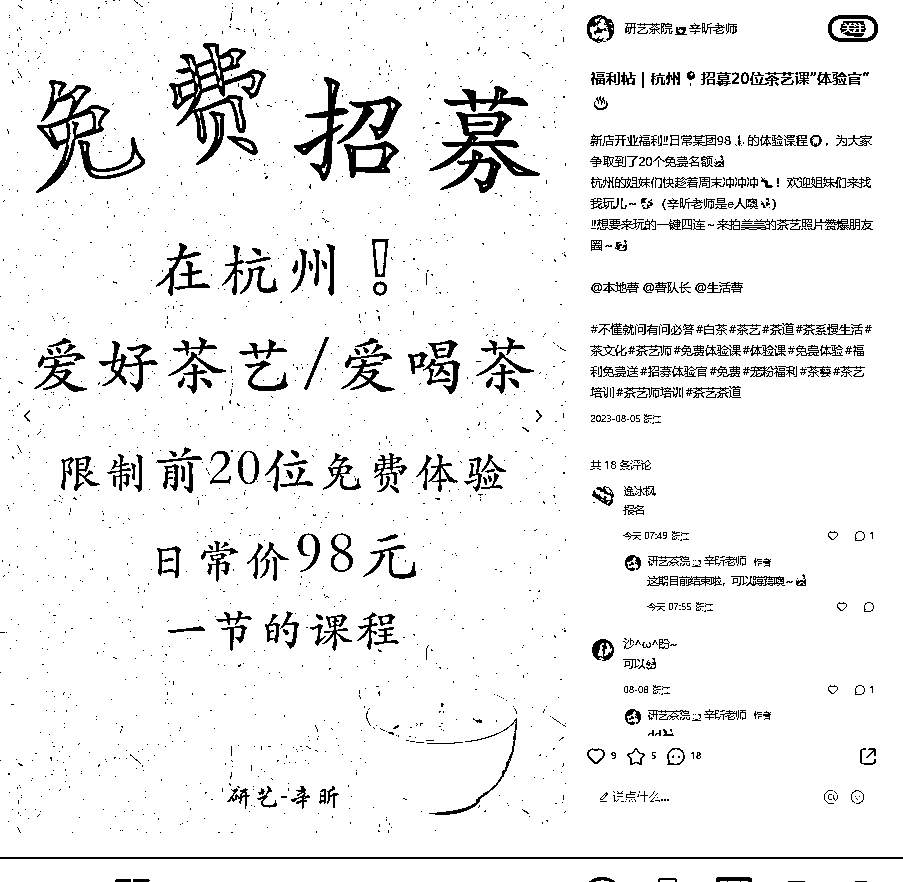 免费招募
在杭州!
爱好茶艺/爱喝茶
限制前20位免费体验
日常价98元
一节的课程
研艺-辛昕
研艺茶院 辛昕老师
关注
福利帖 | 杭州 招募20位茶艺课"体验官"
新店开业福利!!日常某团98 的体验课程 ，为大家
争取到了20个免费名额
杭州的姐妹们快趁着周末冲冲冲 ！欢迎姐妹们来找
我玩儿~ （辛昕老师是e人噢 ）
!!想要来玩的一键四连~来拍美美的茶艺照片赞爆朋友
圈~
@本地薯 @薯队长 @生活薯
#不懂就问有问必答 #白茶 #茶艺 #茶道 #茶系慢生活 #
茶文化 #茶艺师 #免费体验课 #体验课 #免费体验 #福
利免费送 #招募体验官 #免费 #宠粉福利 #茶藝 #茶艺
培训 #茶艺师培训 #茶艺茶道
2023-08-05 浙江
共 18 条评论
逸冰枫
报名
今天 07:49 浙江
1
研艺茶院 辛昕老师 作者
这期目前结束啦，可以蹲蹲噢~
今天 07:55 浙江
沙^ω^盼~
可以
08-08 浙江
1
研艺茶院 辛昕老师 作者
9 5 18
说点什么...